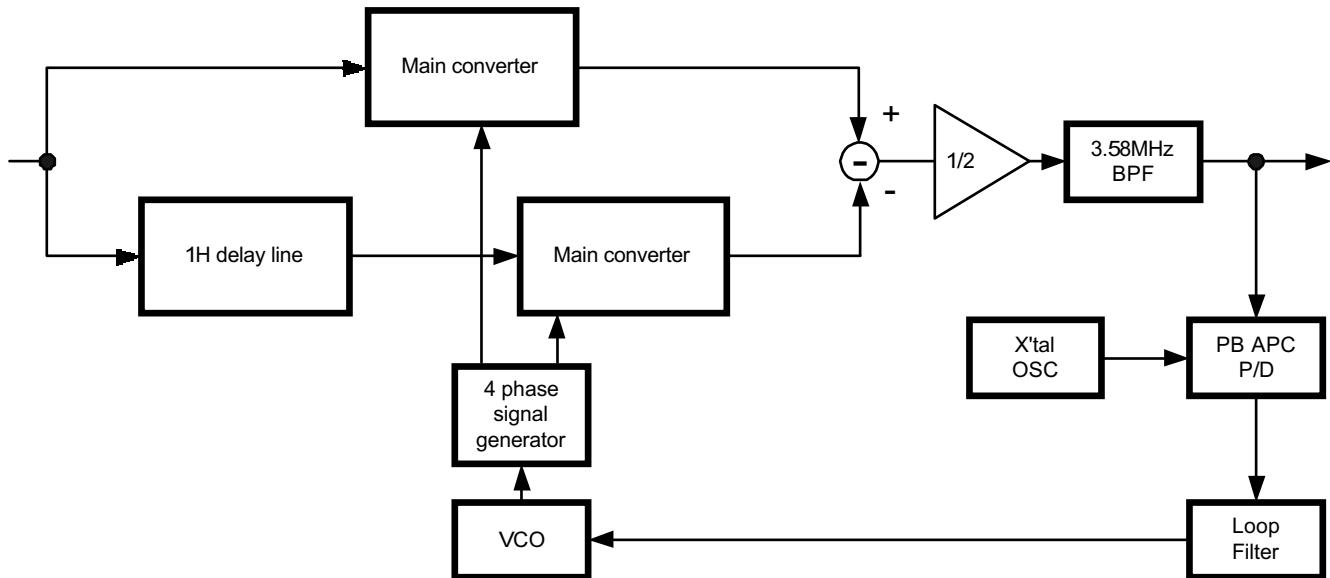 Main converter
+
1/2
3.58MHz
BPF
-
-
1H delay line
Main converter
X'tal
OSC
PB APC
P/D
4 phase
signal
generator
VCO
Loop
Filter